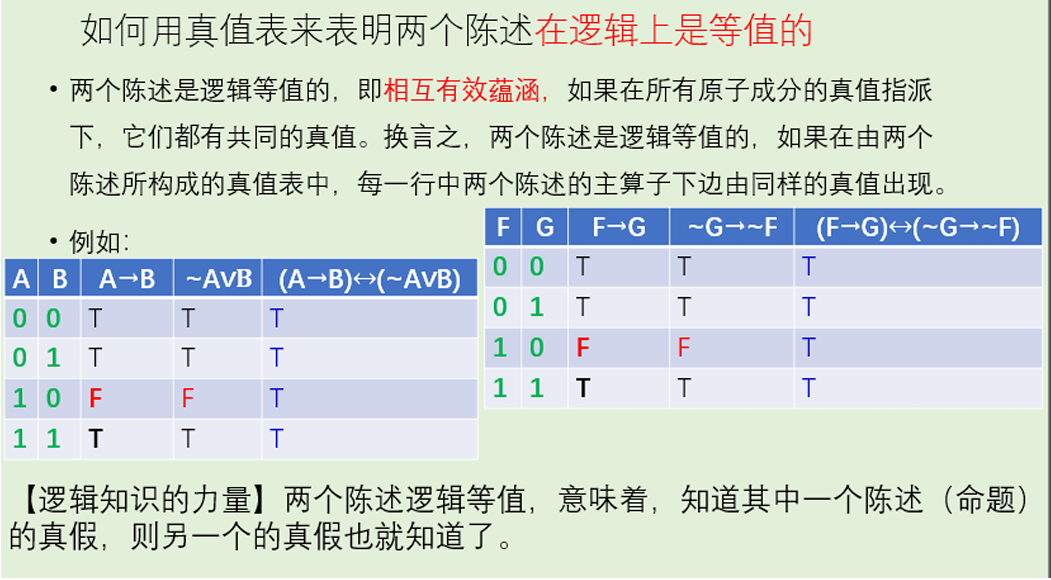 如何用真值表来表明两个陈述在逻辑上是等值的
• 两个陈述是逻辑等值的，即相互有效蕴涵，如果在所有原子成分的真值指派
下，它们都有共同的真值。换言之，两个陈述是逻辑等值的，如果在由两个
陈述所构成的真值表中，每一行中两个陈述的主算子下边由同样的真值出现。
• 例如：
A B A→B ~A∨B (A→B)↔(~A∨B)
0 0 T T T
0 1 T T T
1 0 F F T
1 1 T T T
F G F→G ~G→~F (F→G)↔(~G→~F)
0 0 T T T
0 1 T T T
1 0 F F T
1 1 T T T
【逻辑知识的力量】两个陈述逻辑等值，意味着，知道其中一个陈述（命题）
的真假，则另一个的真假也就知道了。